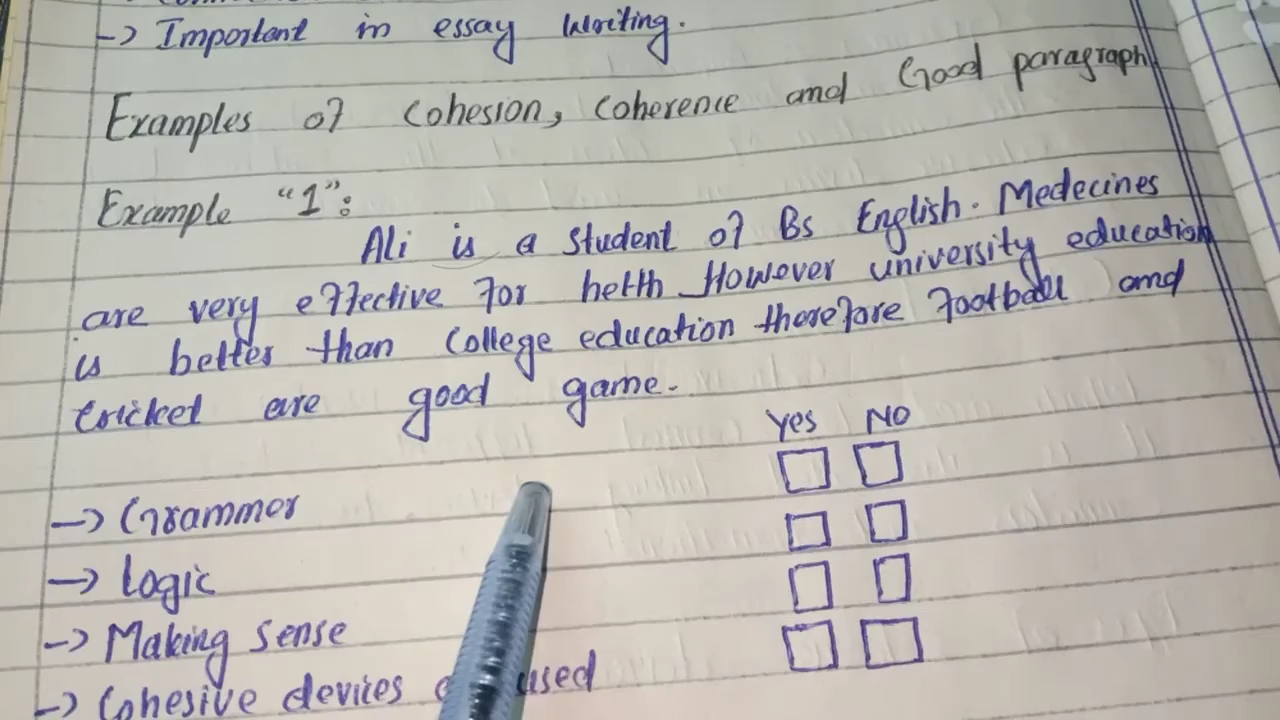 -> Important in essay writing.
Examples of Cohesion, Coherence and Good paragraph
Example "1":
Ali is a student of Bs English. Medecines
are very effective for helth However university education
is better than College education therefore football and
cricket are good game.
Yes No
-> Grammer
-> Logic
-> Making sense
-> Cohesive devices used